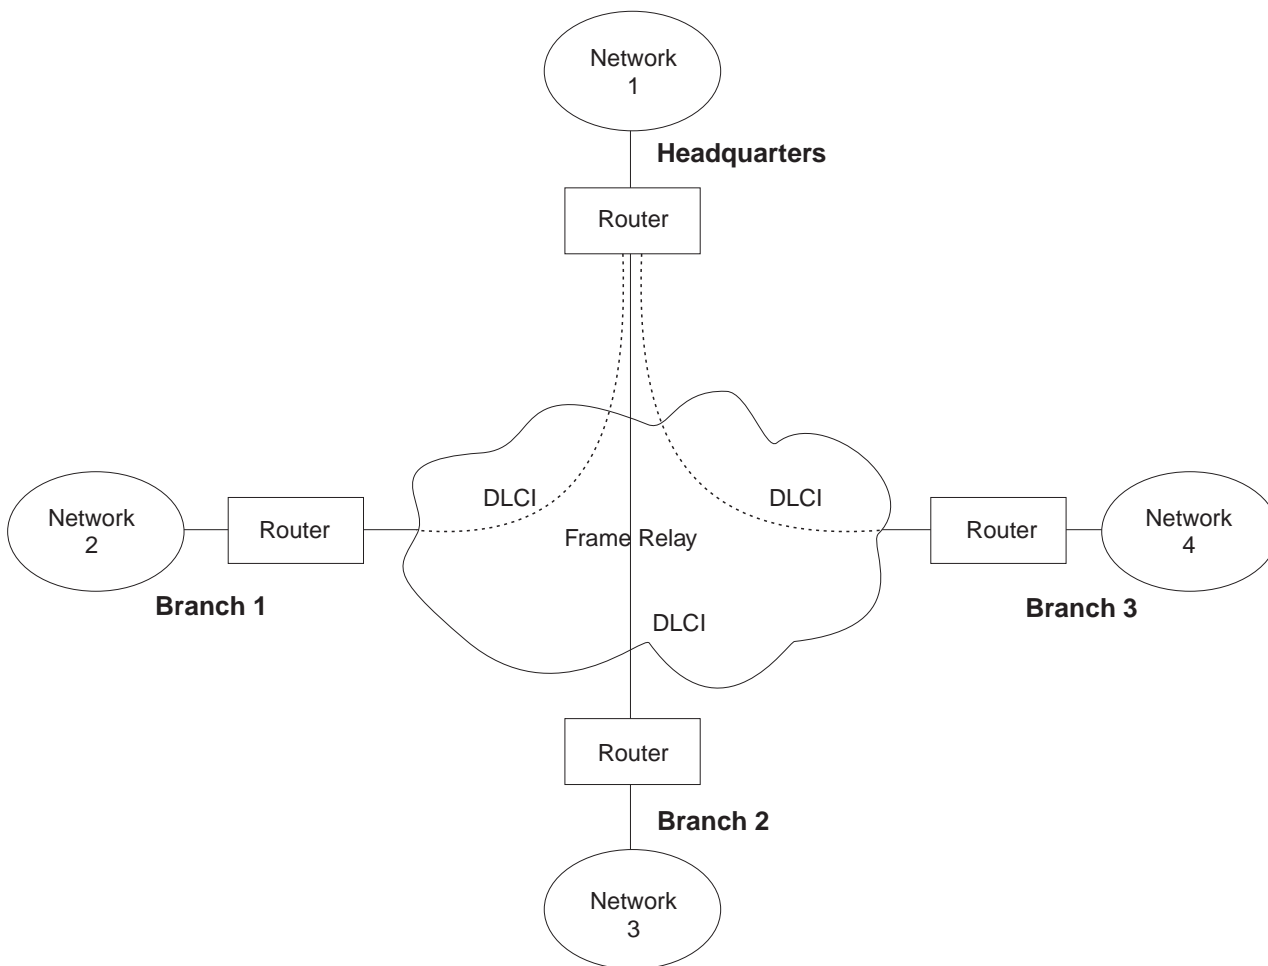 Network
1
Headquarters
Router
DLCI
DLCI
Network
2
Router
Frame Relay
Router
Network
4
Branch 1
Branch 3
DLCI
Router
Branch 2
Network
3